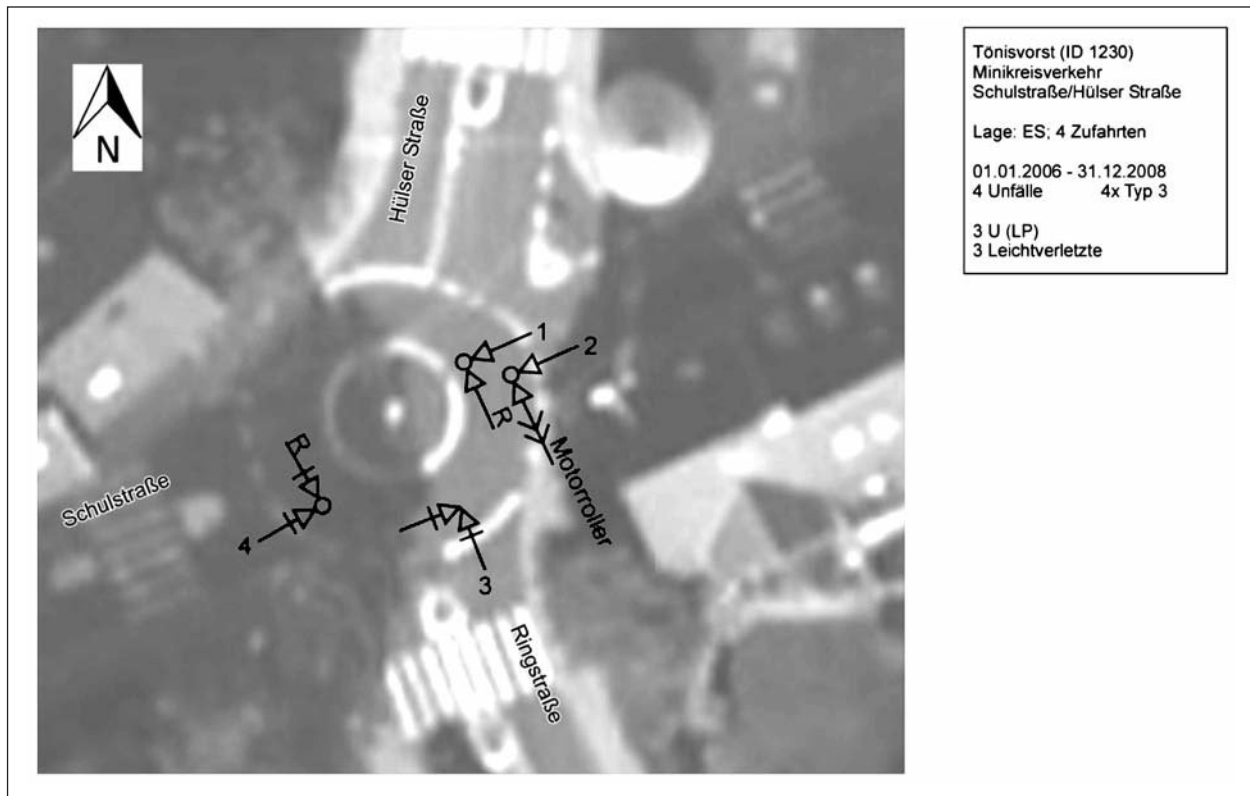 N
Hülser Straße
1
2
R
Motorroller
R
Schulstraße
4
3
Ringstraße
Tönisvorst (ID 1230)
Minikreisverkehr
Schulstraße/Hülser Straße
Lage: ES; 4 Zufahrten
01.01.2006 - 31.12.2008
4 Unfälle 4x Typ 3
3 U (LP)
3 Leichtverletzte